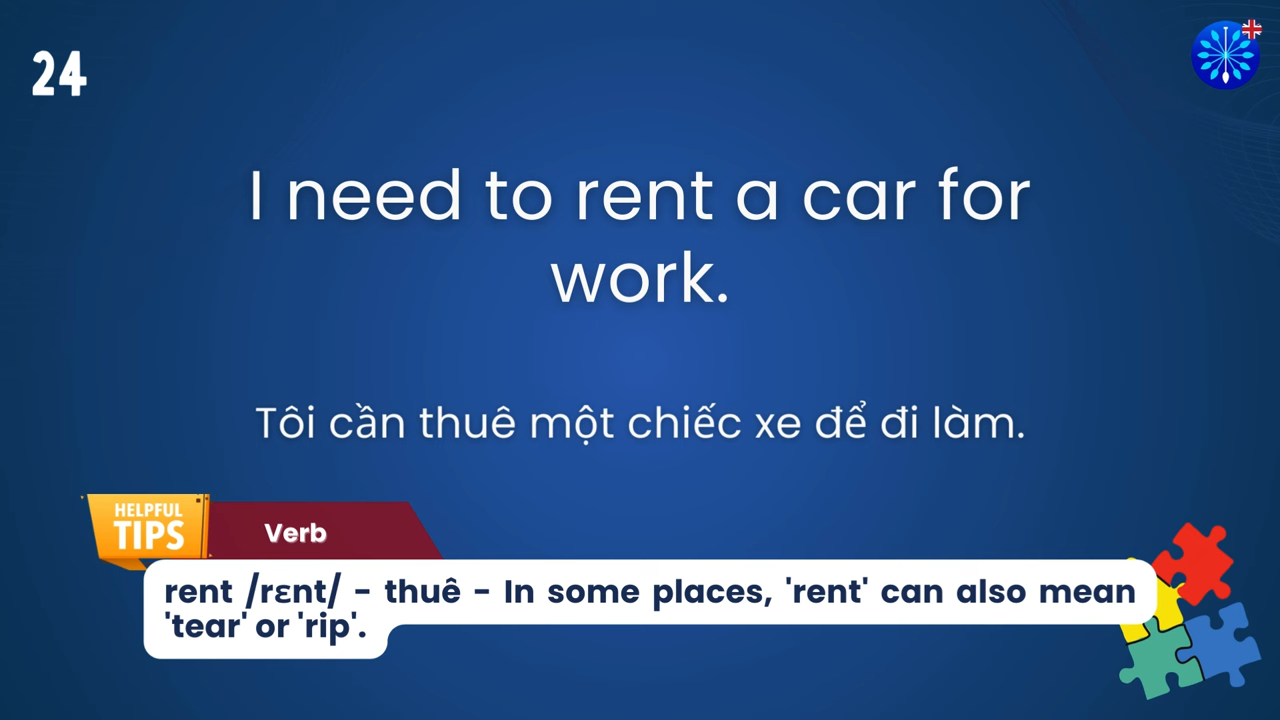 24
I need to rent a car for
work.
Tôi cần thuê một chiếc xe để đi làm.
HELPFUL
TIPS
Verb
rent /rɛnt/ - thuê - In some places, 'rent' can also mean
'tear' or 'rip'.